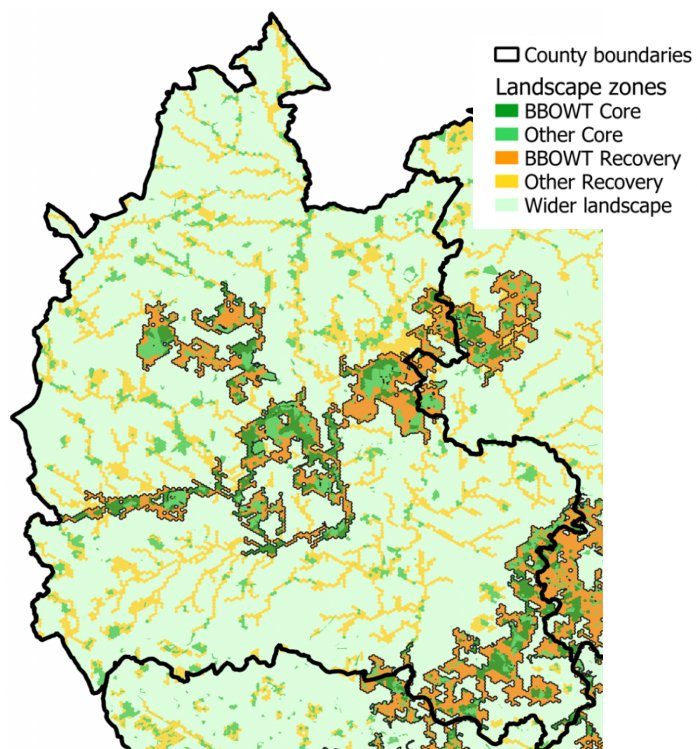 County boundaries
Landscape zones
BBOWT Core
Other Core
BBOWT Recovery
Other Recovery
Wider landscape